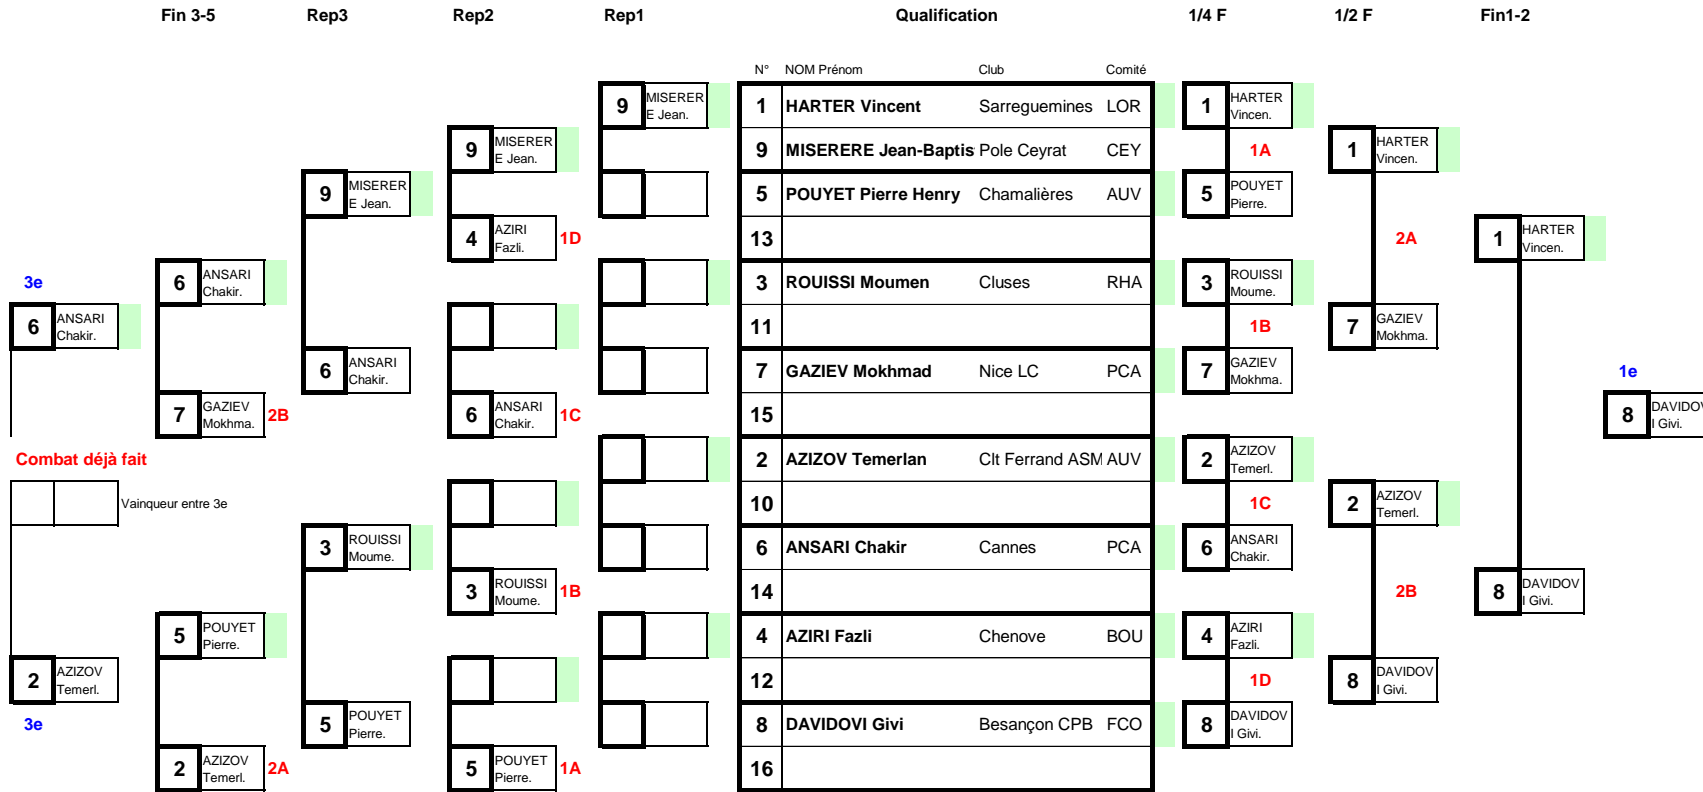 Fin 3-5 Rep3 Rep2 Rep1 Qualification 1/4 F 1/2 F Fin1-2
N° NOM Prénom Club Comité
9 MISERER E Jean. 1 HARTER Vincent Sarreguemines LOR 1 HARTER Vincen.
9 MISERER E Jean. 9 MISERERE Jean-Baptis Pole Ceyrat CEY 1A 1 HARTER Vincen.
9 MISERER E Jean. 5 POUYET Pierre Henry Chamalières AUV 5 POUYET Pierre.
4 AZIRI Fazli. 1D 13 2A 1 HARTER Vincen.
3e 6 ANSARI Chakir. 3 ROUISSI Moumen Cluses RHA 3 ROUISSI Moume.
6 ANSARI Chakir. 11 1B 7 GAZIEV Mokhma.
6 ANSARI Chakir. 7 GAZIEV Mokhmad Nice LC PCA 7 GAZIEV Mokhma. 1e
7 GAZIEV Mokhma. 2B 6 ANSARI Chakir. 1C 15 8 DAVIDOV I Givi.
Combat déjà fait 2 AZIZOV Temerlan Clt Ferrand ASM AUV 2 AZIZOV Temerl.
Vainqueur entre 3e 10 1C 2 AZIZOV Temerl.
3 ROUISSI Moume. 6 ANSARI Chakir Cannes PCA 6 ANSARI Chakir.
3 ROUISSI Moume. 1B 14 2B 8 DAVIDOV I Givi.
5 POUYET Pierre. 4 AZIRI Fazli Chenove BOU 4 AZIRI Fazli.
2 AZIZOV Temerl. 12 1D 8 DAVIDOV I Givi.
3e 5 POUYET Pierre. 8 DAVIDOVI Givi Besançon CPB FCO 8 DAVIDOV I Givi.
2 AZIZOV Temerl. 2A 5 POUYET Pierre. 1A 16